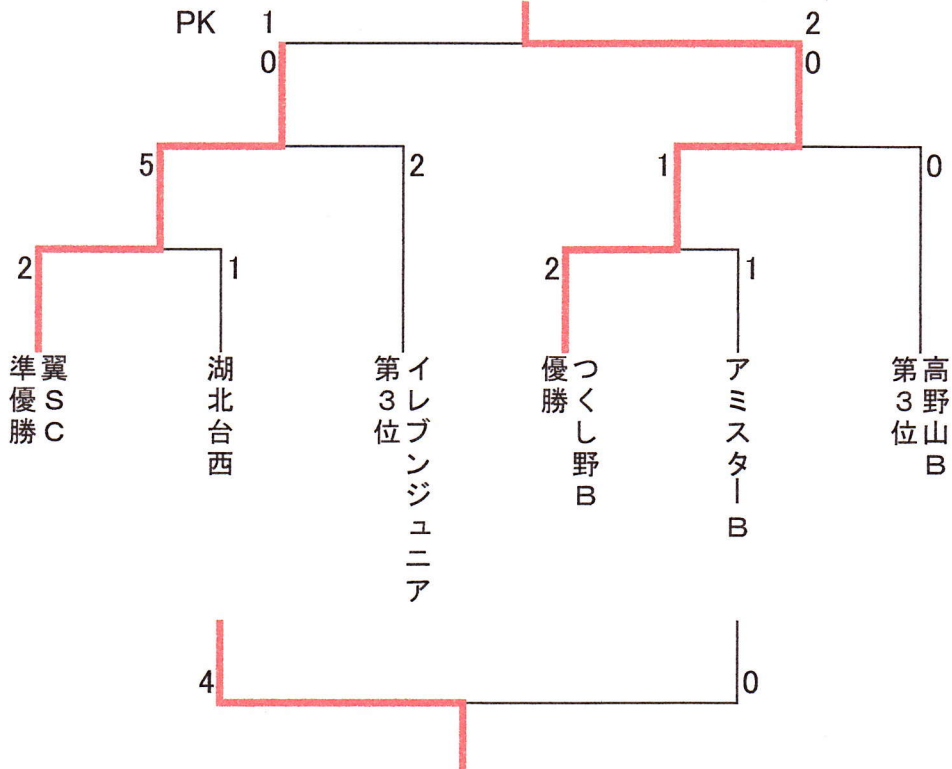 PK 1 2
0 0
5 2 1 0
2 1 2 1
翼SC
準優勝
湖北台西
イレブンジュニア
第3位
つくし野B
優勝
アミスターB
高野山B
第3位
4 0